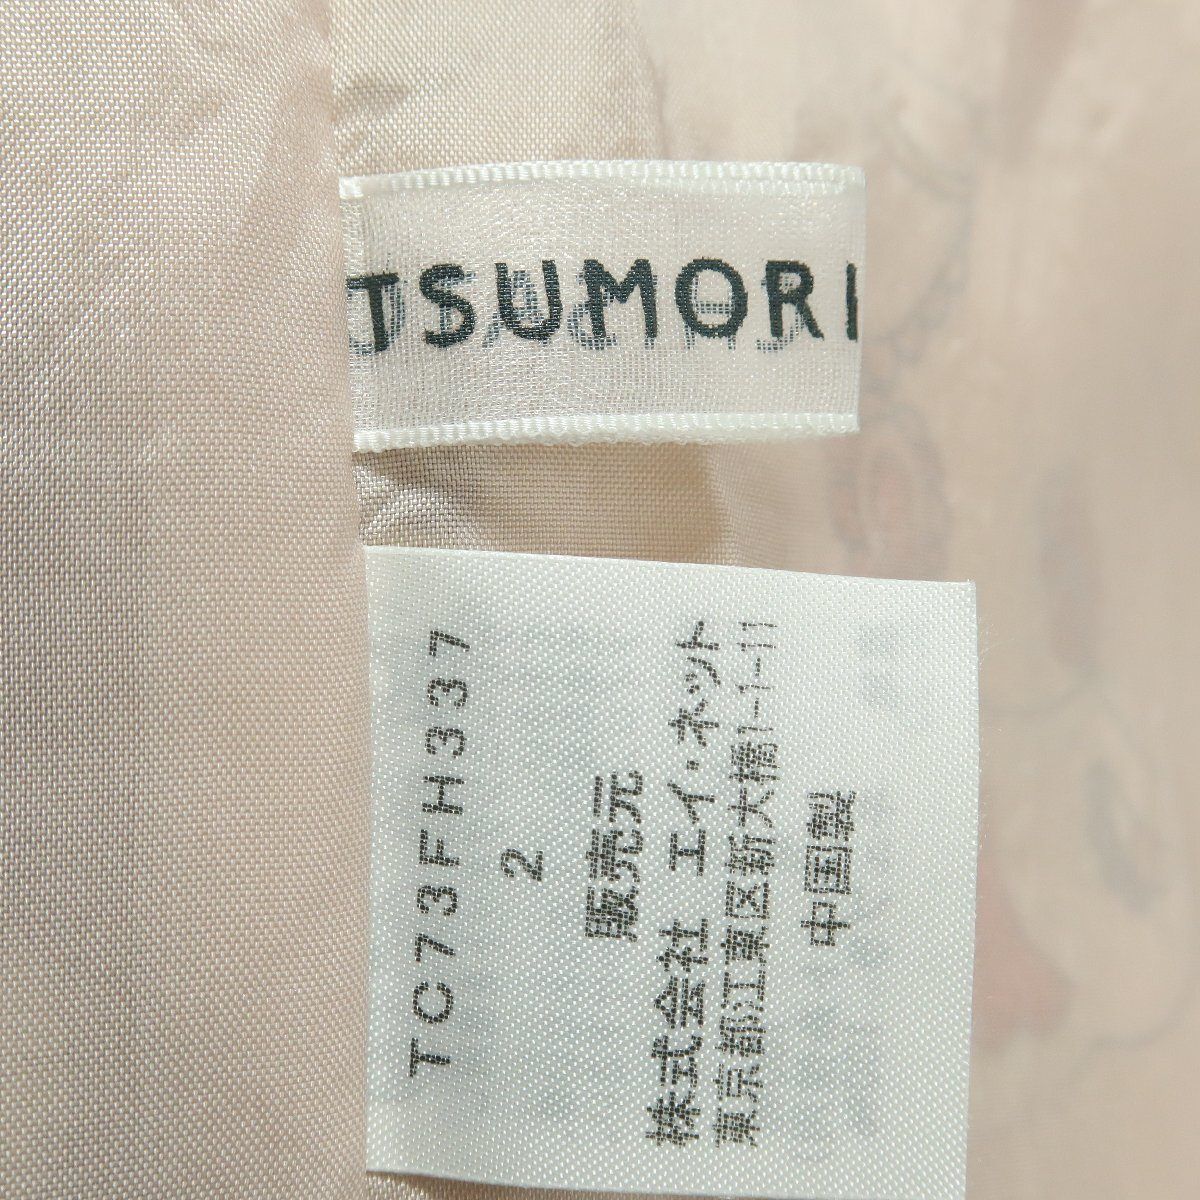 TSUMORI
TC73FH337
2
販売元
株式会社 エイ・ネット
東京都江東区新大橋1-1-11
中国製